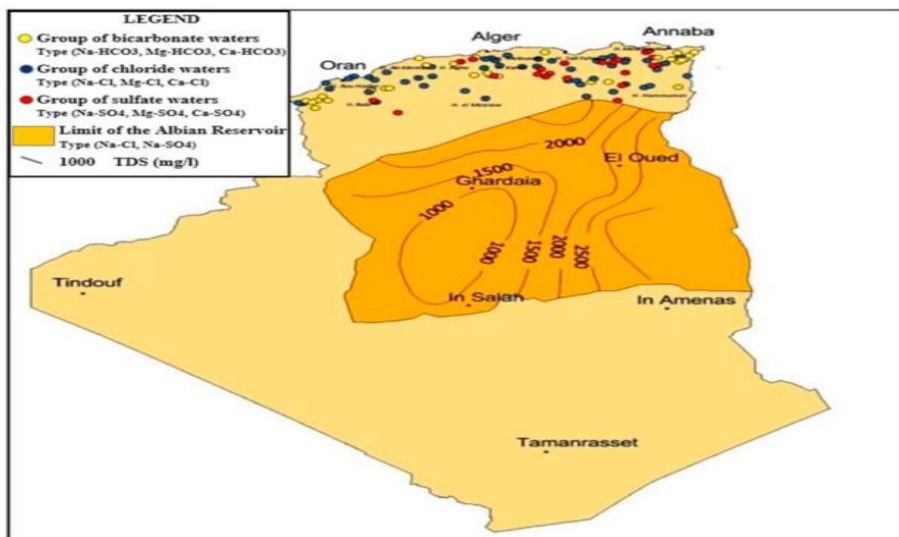 LEGEND
Group of bicarbonate waters
Type (Na-HCO3, Mg-HCO3, Ca-HCO3)
Group of chloride waters
Type (Na-Cl, Mg-Cl, Ca-Cl)
Group of sulfate waters
Type (Na-SO4, Mg-SO4, Ca-SO4)
Limit of the Albian Reservoir
Type (Na-Cl, Na-SO4)
1000 TDS (mg/l)
Alger
Annaba
Oran
2000
El Oued
1500
Ghardaia
1000
1000
1500
2000
2500
Tindouf
In Salah
In Amenas
Tamanrasset